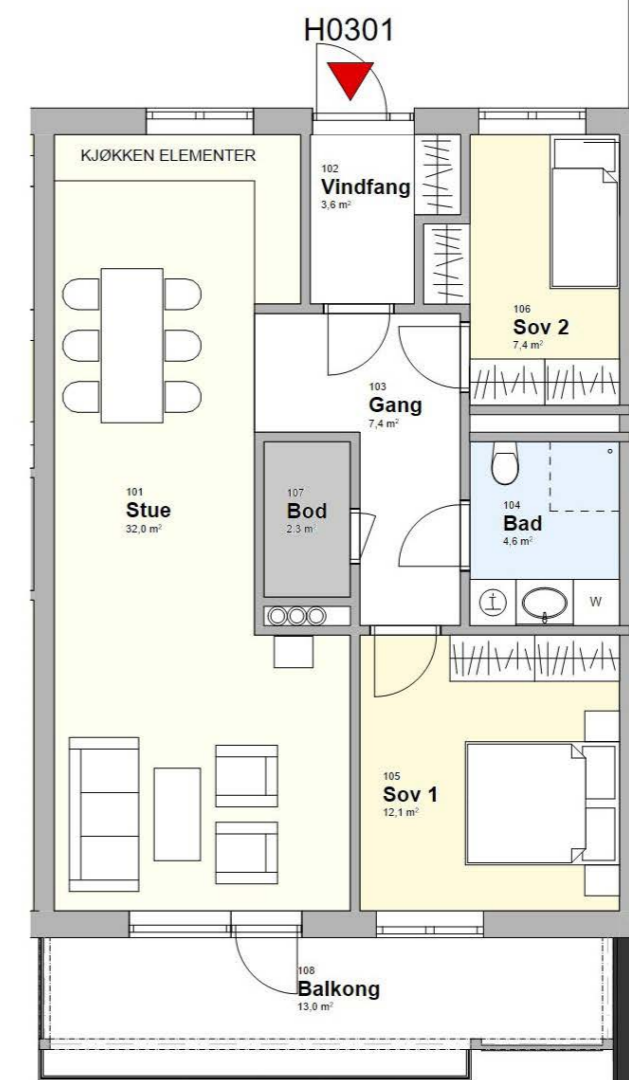 H0301
KJØKKEN ELEMENTER
102
Vindfang
3,6 m²
106
Sov 2
7,4 m²
103
Gang
7,4 m²
101
Stue
32,0 m²
107
Bod
2.3 m²
104
Bad
4,6 m²
W
105
Sov 1
12,1 m²
108
Balkong
13,0 m²